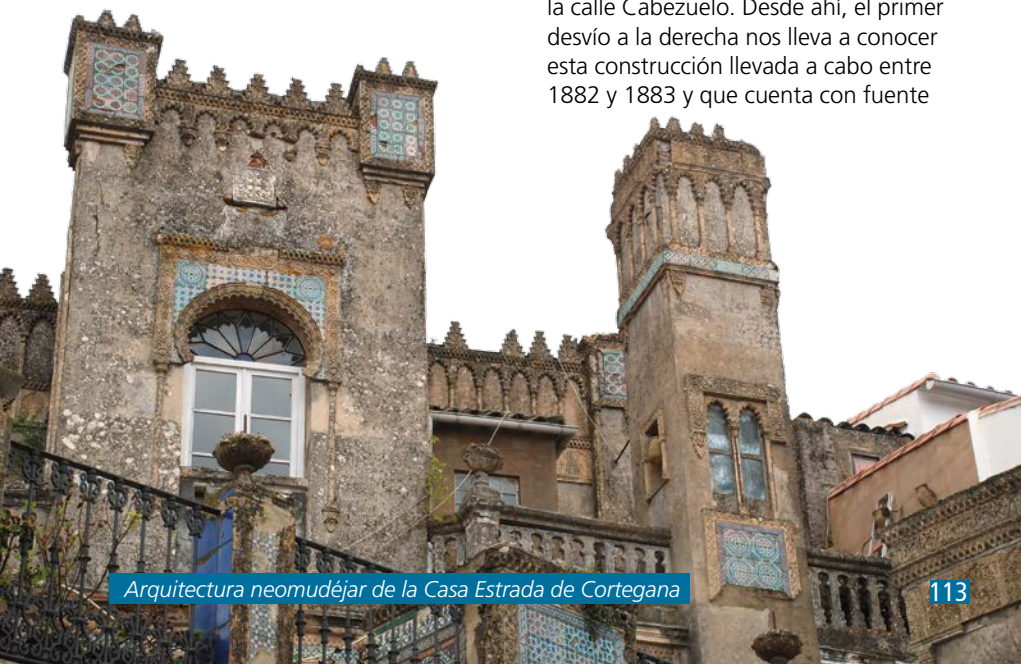 la calle Cabezuelo. Desde ahí, el primer
desvío a la derecha nos lleva a conocer
esta construcción llevada a cabo entre
1882 y 1883 y que cuenta con fuente
Arquitectura neomudéjar de la Casa Estrada de Cortegana
113